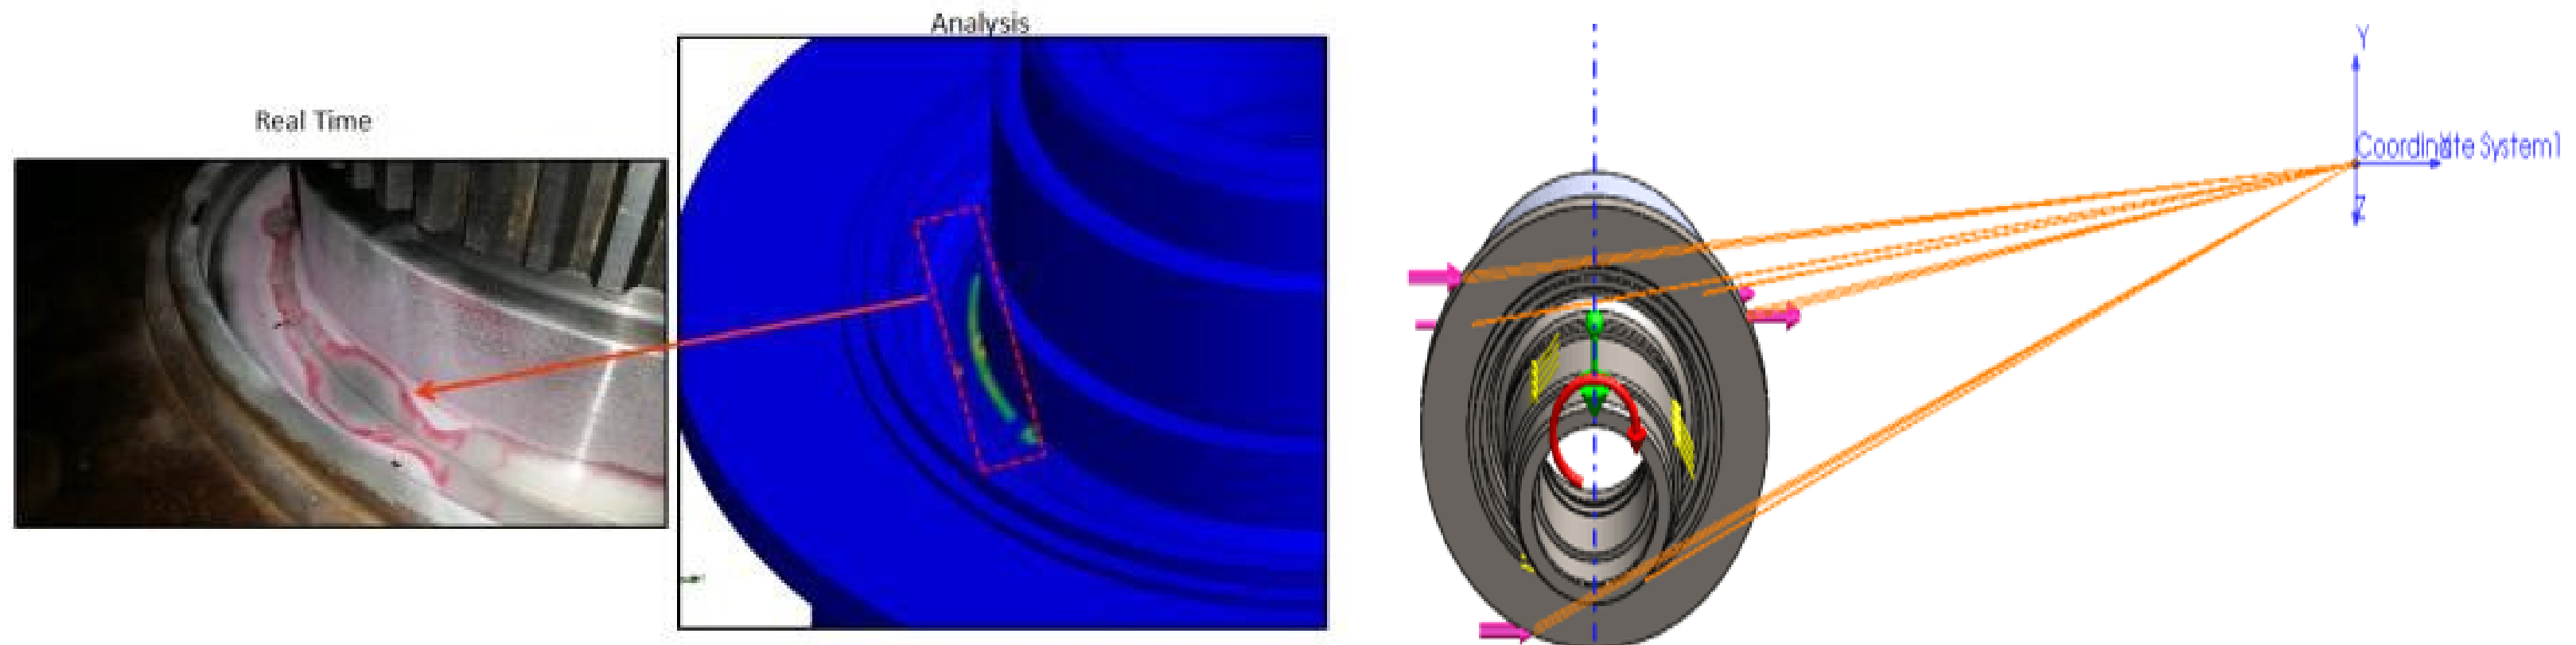 Analysis
Real Time
Y
Coordinate System1
Z